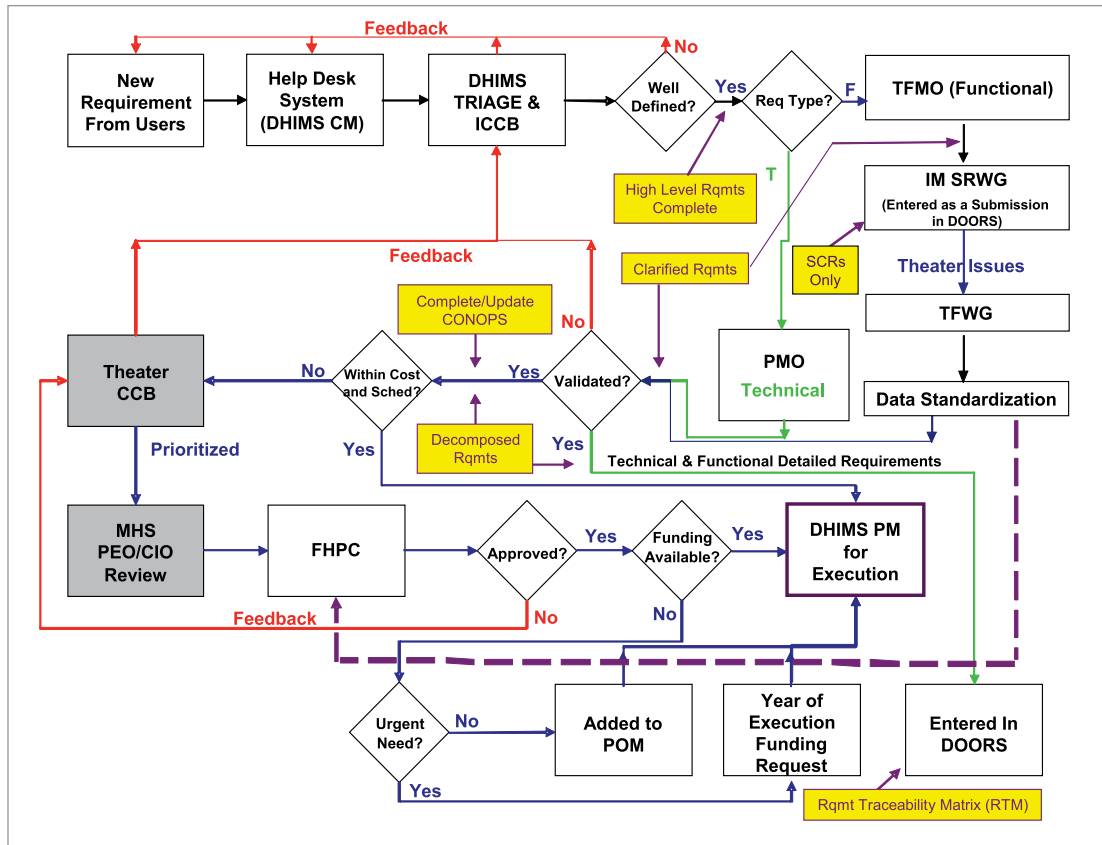 Feedback
No
New
Requirement
From Users
Help Desk
System
(DHIMS CM)
DHIMS
TRIAGE &
ICCB
Well
Defined?
Yes
Req Type?
F
TFMO (Functional)
T
High Level Rqmts
Complete
IM SRWG
(Entered as a Submission
in DOORS)
Feedback
Clarified Rqmts
SCRs
Only
Theater Issues
Complete/Update
CONOPS
No
TFWG
Theater
CCB
No
Within Cost
and Sched?
Yes
Validated?
PMO
Technical
Data Standardization
Prioritized
Yes
Decomposed
Rqmts
Yes
Technical & Functional Detailed Requirements
MHS
PEO/CIO
Review
FHPC
Approved?
Yes
Funding
Available?
Yes
DHIMS PM
for
Execution
Feedback
No
No
Urgent
Need?
No
Added to
POM
Year of
Execution
Funding
Request
Entered In
DOORS
Yes
Rqmt Traceability Matrix (RTM)